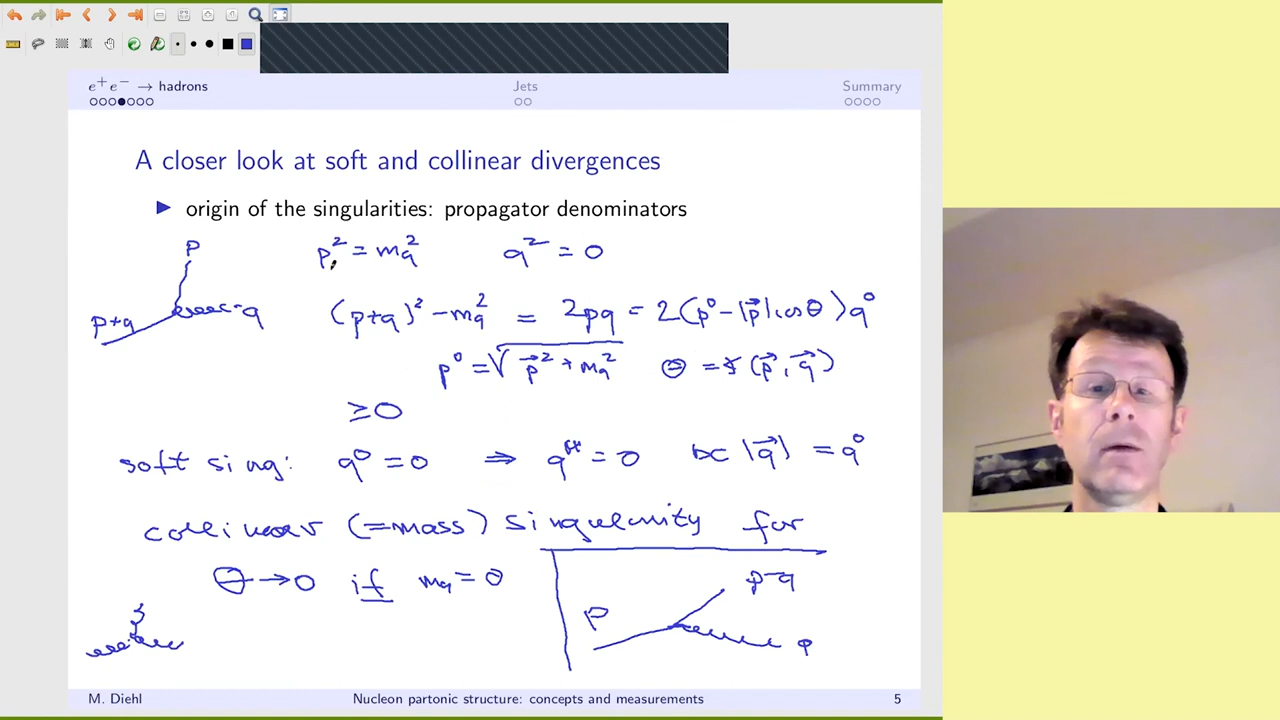 e⁺e⁻ → hadrons Jets Summary
A closer look at soft and collinear divergences
▶ origin of the singularities: propagator denominators
p
p² = m_q² q² = 0
p+q q (p+q)² − m_q² = 2pq = 2(p⁰ − |p⃗| cos θ) q⁰
p⁰ = √(p⃗² + m_q²) θ = ∢(p⃗, q⃗)
≥ 0
soft sing: q⁰ = 0 ⇒ q^μ = 0 bc |q⃗| = q⁰
collinear (=mass) singularity for
θ → 0 if m_q = 0
p−q
p
q
M. Diehl Nucleon partonic structure: concepts and measurements 5